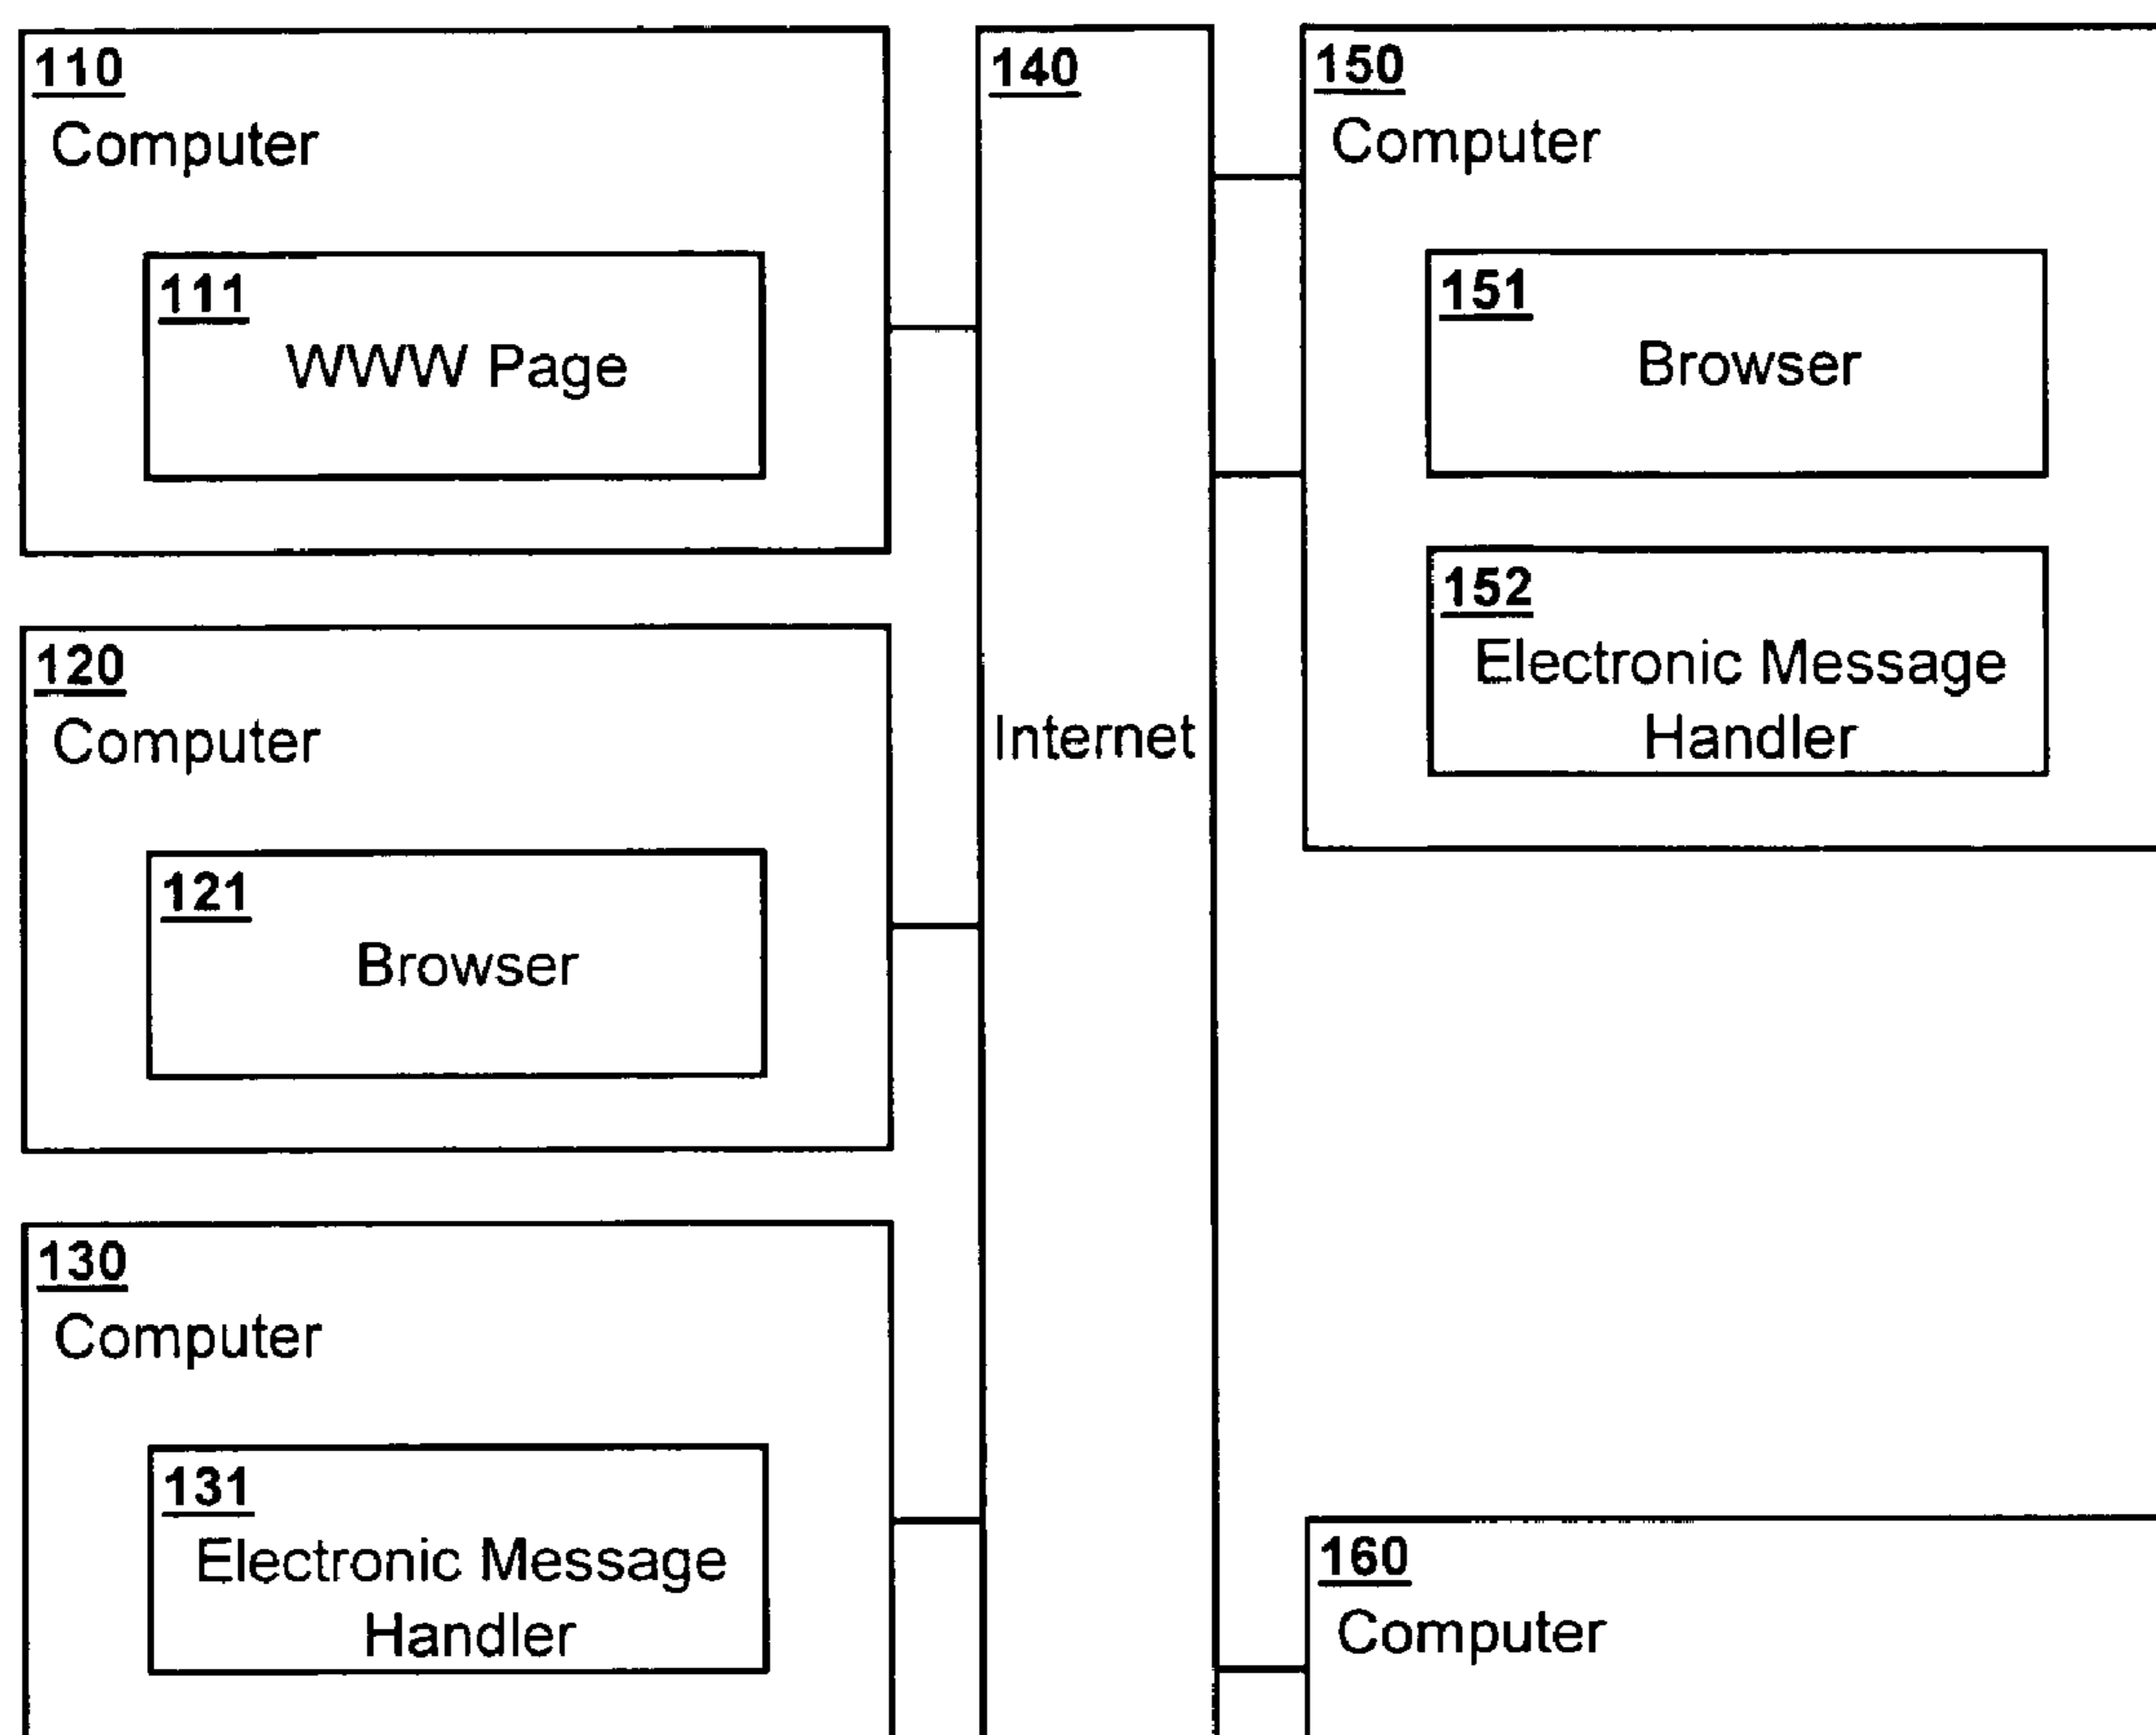 110
Computer
111
WWW Page
120
Computer
121
Browser
130
Computer
131
Electronic Message
Handler
140
Internet
150
Computer
151
Browser
152
Electronic Message
Handler
160
Computer